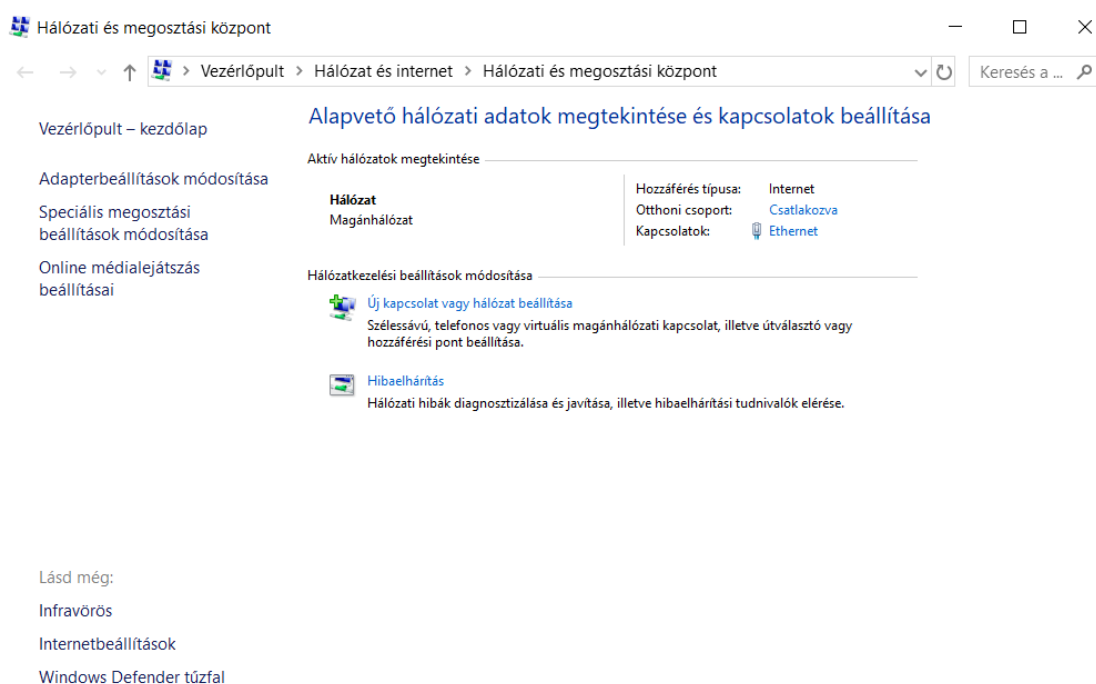 Hálózati és megosztási központ
Vezérlőpult > Hálózat és internet > Hálózati és megosztási központ
Keresés a ...
Vezérlőpult – kezdőlap
Adapterbeállítások módosítása
Speciális megosztási
beállítások módosítása
Online médialejátszás
beállításai
Alapvető hálózati adatok megtekintése és kapcsolatok beállítása
Aktív hálózatok megtekintése
Hálózat
Magánhálózat
Hozzáférés típusa: Internet
Otthoni csoport: Csatlakozva
Kapcsolatok: Ethernet
Hálózatkezelési beállítások módosítása
Új kapcsolat vagy hálózat beállítása
Szélessávú, telefonos vagy virtuális magánhálózati kapcsolat, illetve útválasztó vagy
hozzáférési pont beállítása.
Hibaelhárítás
Hálózati hibák diagnosztizálása és javítása, illetve hibaelhárítási tudnivalók elérése.
Lásd még:
Infravörös
Internetbeállítások
Windows Defender tűzfal